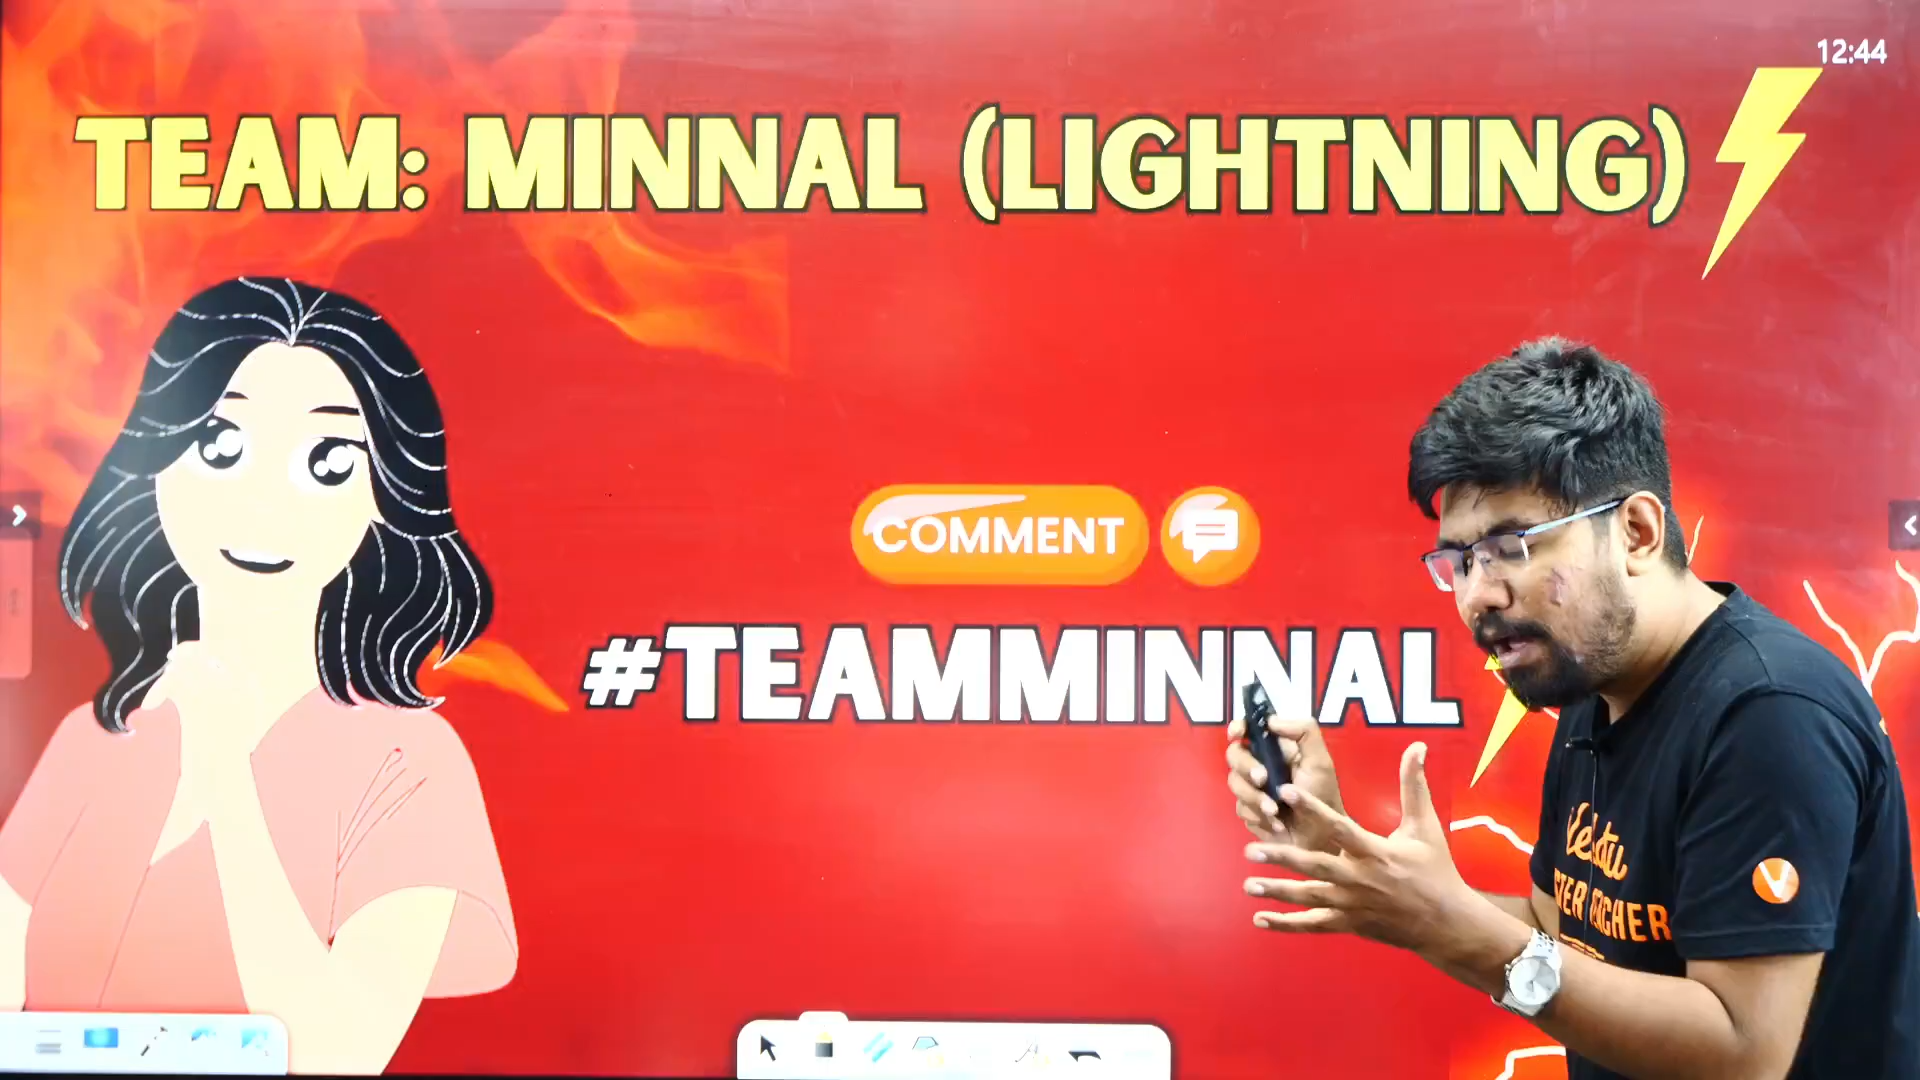 12:44
TEAM: MINNAL (LIGHTNING)
COMMENT
#TEAMMINNAL
V